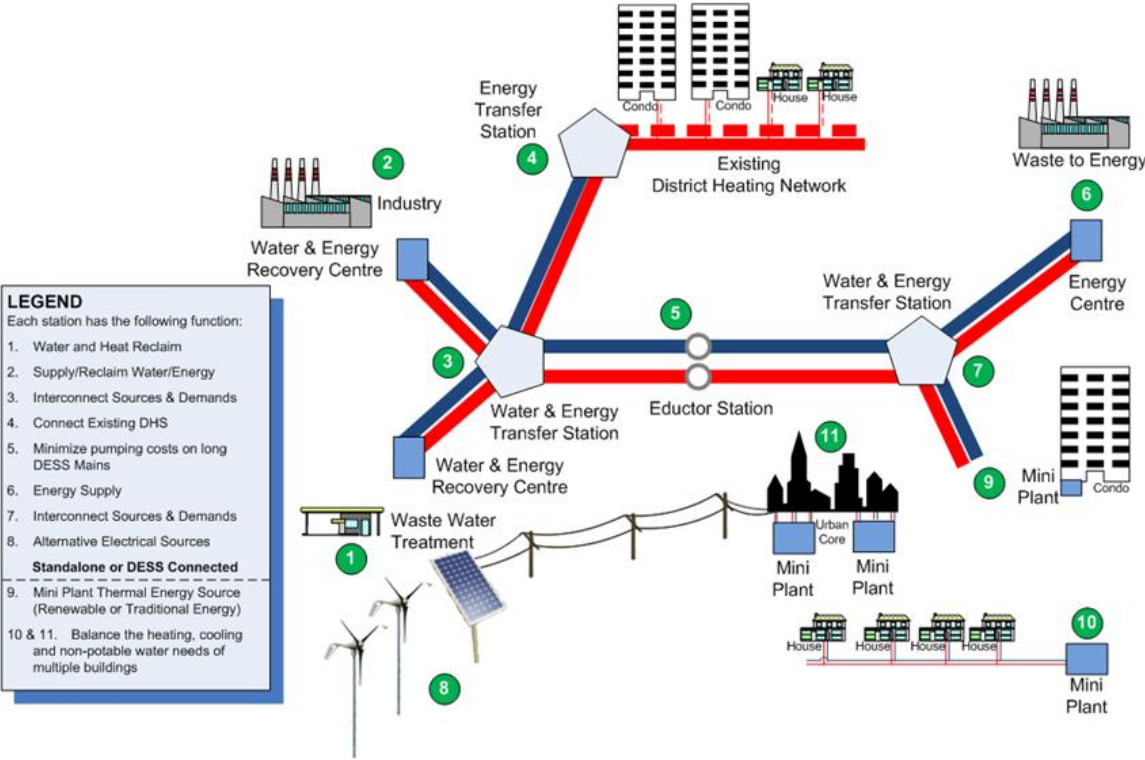 Condo
Condo
House
House
Energy
Transfer
Station
4
Existing
District Heating Network
Waste to Energy
6
2
Industry
Water & Energy
Recovery Centre
Water & Energy
Transfer Station
Energy
Centre
5
3
7
Eductor Station
Water & Energy
Transfer Station
Water & Energy
Recovery Centre
11
9
Mini
Plant
Condo
Waste Water
Treatment
1
Urban
Core
Mini
Plant
Mini
Plant
8
House
House
House
House
10
Mini
Plant
LEGEND
Each station has the following function:
1. Water and Heat Reclaim
2. Supply/Reclaim Water/Energy
3. Interconnect Sources & Demands
4. Connect Existing DHS
5. Minimize pumping costs on long
DESS Mains
6. Energy Supply
7. Interconnect Sources & Demands
8. Alternative Electrical Sources
Standalone or DESS Connected
9. Mini Plant Thermal Energy Source
(Renewable or Traditional Energy)
10 & 11. Balance the heating, cooling
and non-potable water needs of
multiple buildings